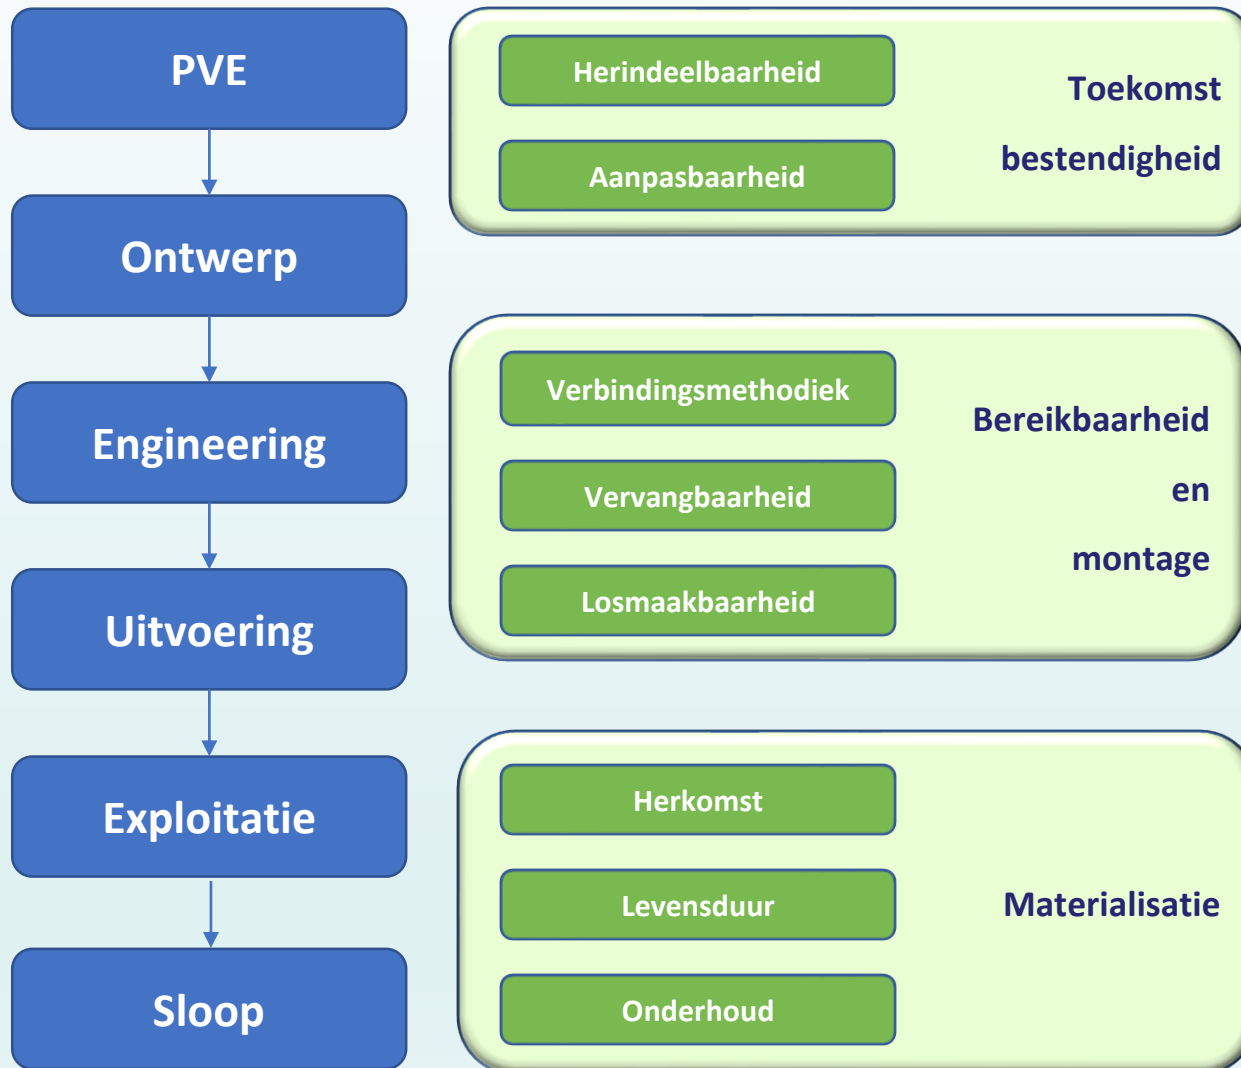 PVE
Ontwerp
Engineering
Uitvoering
Exploitatie
Sloop
Herindeelbaarheid
Aanpasbaarheid
Toekomst
bestendigheid
Verbindingsmethodiek
Vervangbaarheid
Losmaakbaarheid
Bereikbaarheid
en
montage
Herkomst
Levensduur
Onderhoud
Materialisatie